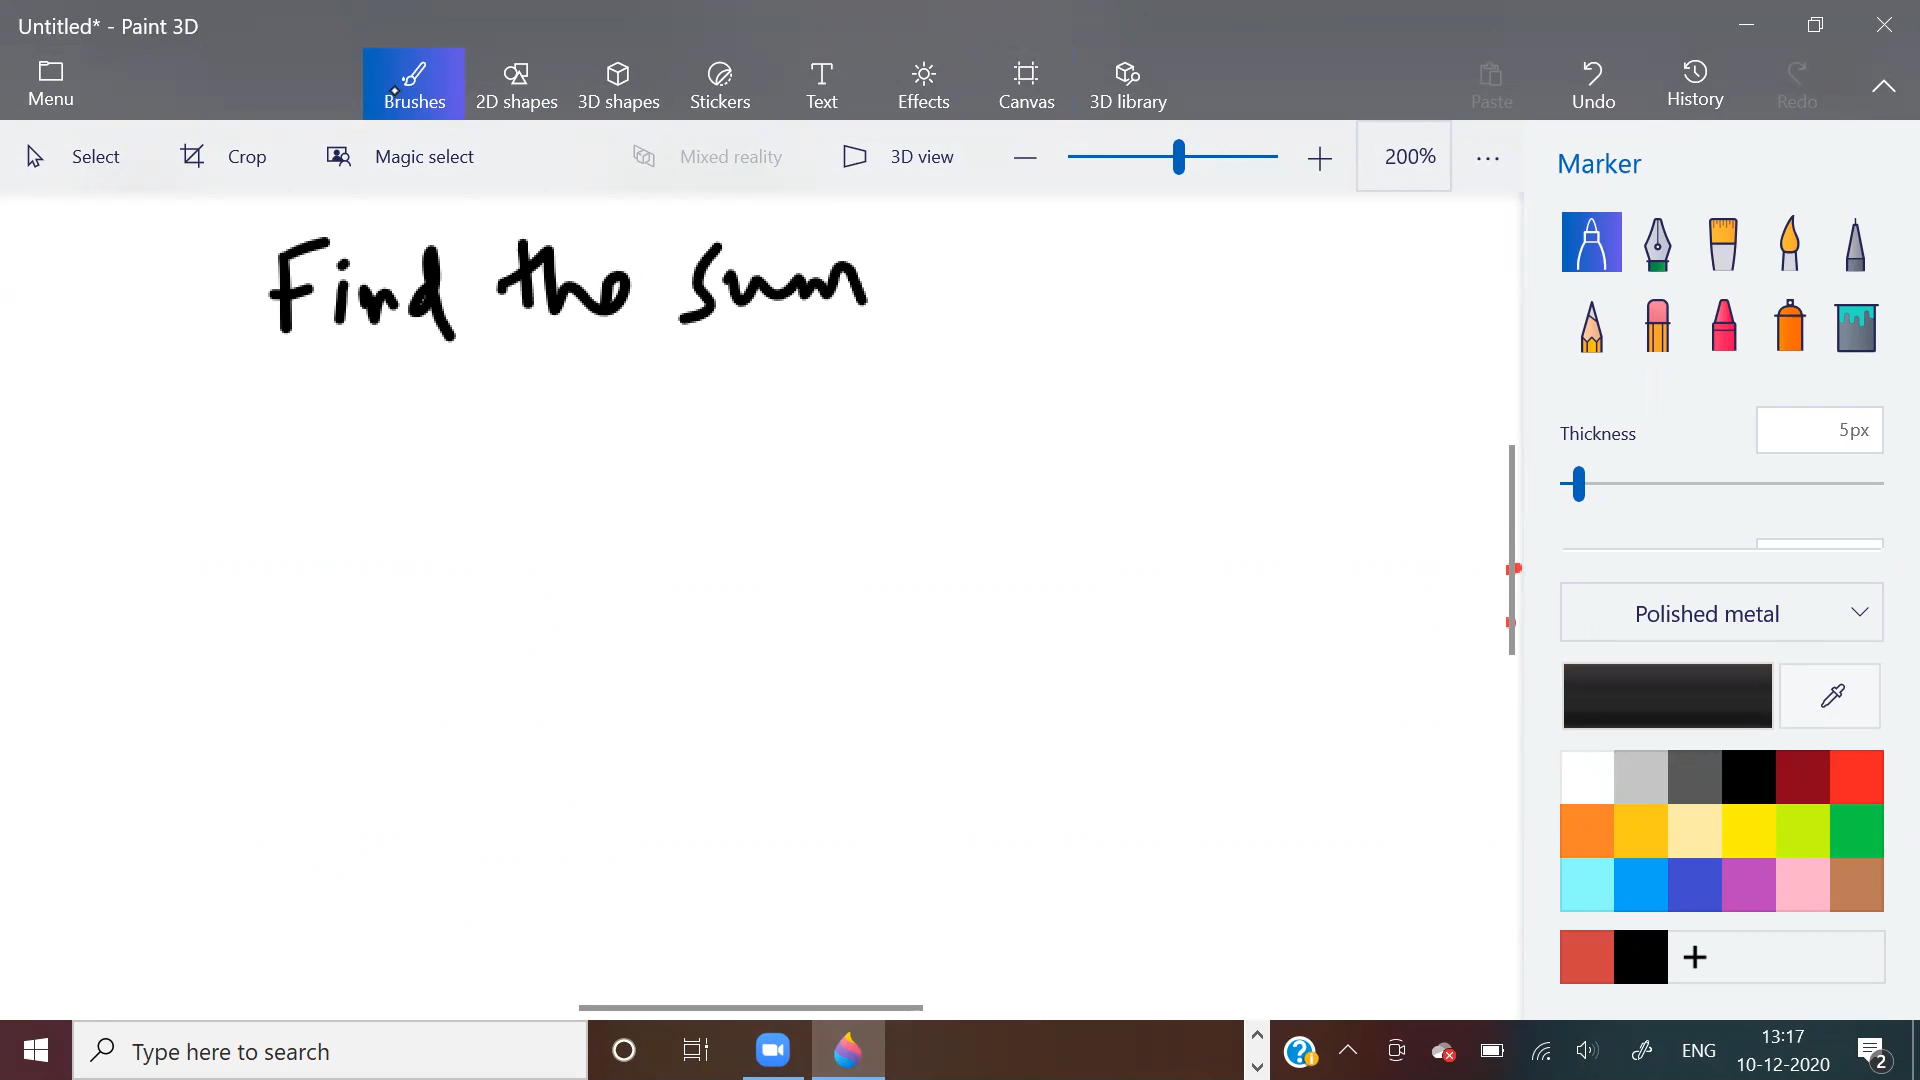 Untitled* - Paint 3D
Menu
Brushes
2D shapes
3D shapes
Stickers
Text
Effects
Canvas
3D library
Paste
Undo
History
Redo
Select
Crop
Magic select
Mixed reality
3D view
200%
Marker
Find the sum
Thickness
5px
Polished metal
Type here to search
ENG
13:17
10-12-2020
2